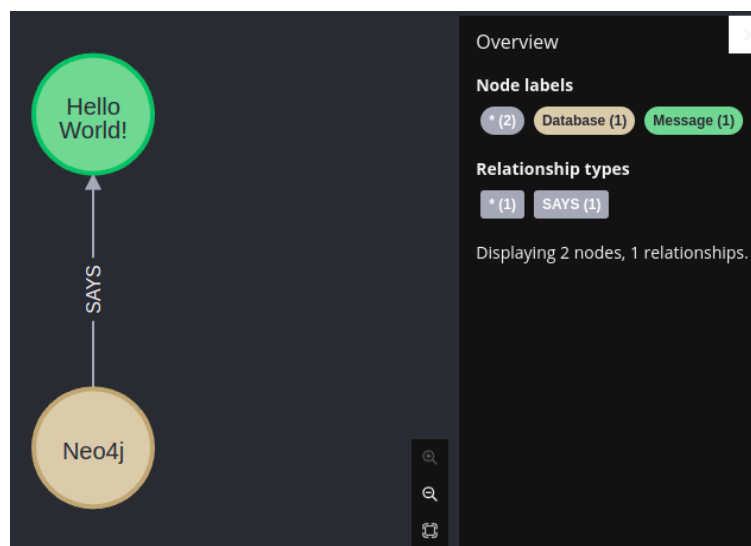 Hello
World!
SAYS
Neo4j
Overview
Node labels
* (2) Database (1) Message (1)
Relationship types
* (1) SAYS (1)
Displaying 2 nodes, 1 relationships.